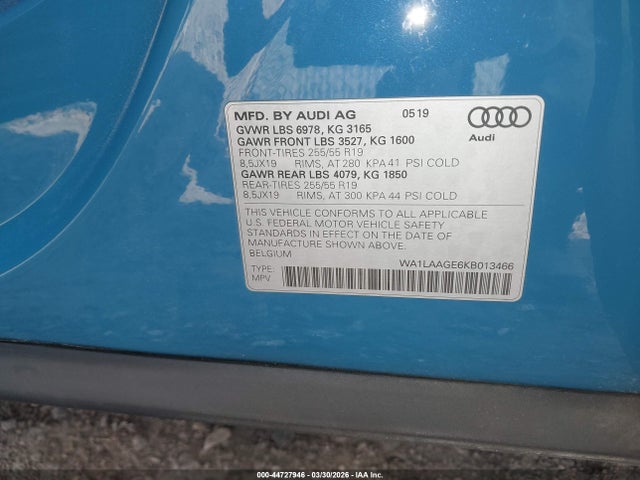 MFD. BY AUDI AG 0519
GVWR LBS 6978, KG 3165
GAWR FRONT LBS 3527, KG 1600
FRONT-TIRES 255/55 R19
8,5JX19 RIMS, AT 280 KPA 41 PSI COLD
GAWR REAR LBS 4079, KG 1850
REAR-TIRES 255/55 R19
8,5JX19 RIMS, AT 300 KPA 44 PSI COLD
Audi
THIS VEHICLE CONFORMS TO ALL APPLICABLE
U.S. FEDERAL MOTOR VEHICLE SAFETY
STANDARDS IN EFFECT ON THE DATE OF
MANUFACTURE SHOWN ABOVE.
BELGIUM
WA1LAAGE6KB013466
TYPE:
MPV
000-44727946 | 03/30/2026 | IAA Inc.